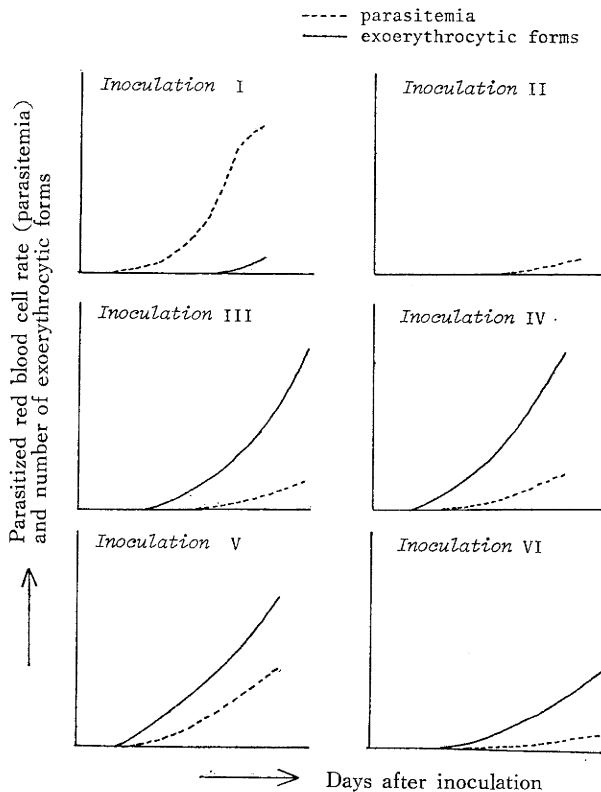 parasitemia
exoerythrocytic forms
Inoculation I
Inoculation II
Inoculation III
Inoculation IV
Inoculation V
Inoculation VI
Parasitized red blood cell rate (parasitemia)
and number of exoerythrocytic forms
Days after inoculation